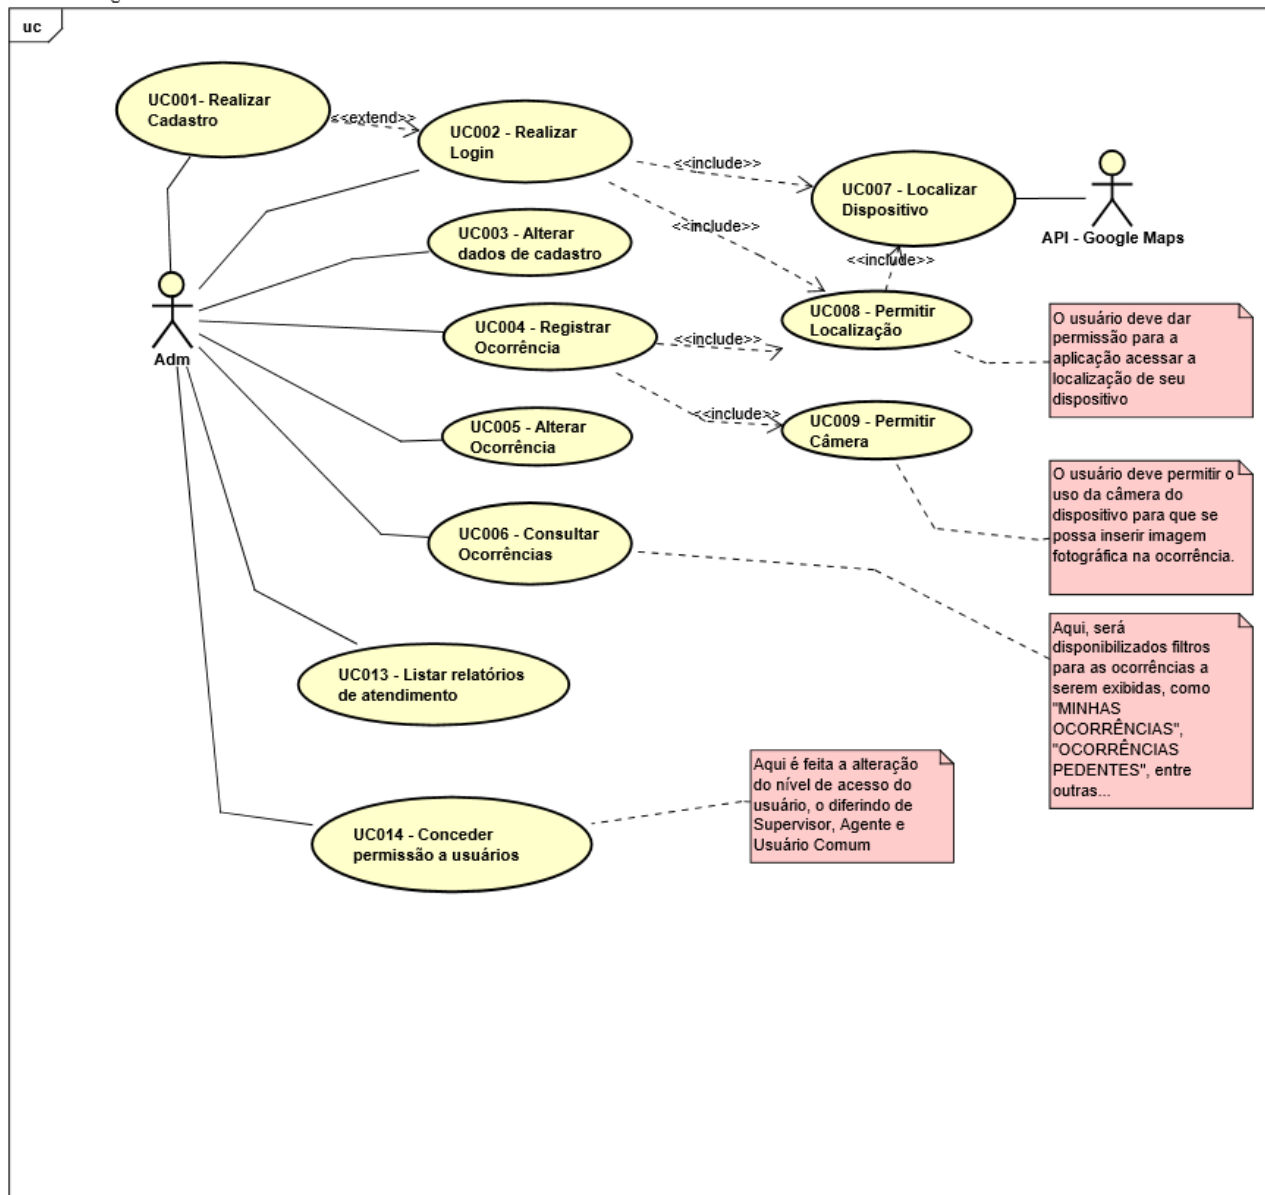 uc
UC001- Realizar
Cadastro
<<extend>>
UC002 - Realizar
Login
<<include>>
UC007 - Localizar
Dispositivo
API - Google Maps
<<include>>
UC003 - Alterar
dados de cadastro
<<include>>
UC004 - Registrar
Ocorrência
<<include>>
UC008 - Permitir
Localização
O usuário deve dar
permissão para a
aplicação acessar a
localização de seu
dispositivo
Adm
<<include>>
UC005 - Alterar
Ocorrência
UC009 - Permitir
Câmera
O usuário deve permitir o
uso da câmera do
dispositivo para que se
possa inserir imagem
fotográfica na ocorrência.
UC006 - Consultar
Ocorrências
Aqui, será
disponibilizados filtros
para as ocorrências a
serem exibidas, como
"MINHAS
OCORRÊNCIAS",
"OCORRÊNCIAS
PEDENTES", entre
outras...
UC013 - Listar relatórios
de atendimento
Aqui é feita a alteração
do nível de acesso do
usuário, o diferindo de
Supervisor, Agente e
Usuário Comum
UC014 - Conceder
permissão a usuários